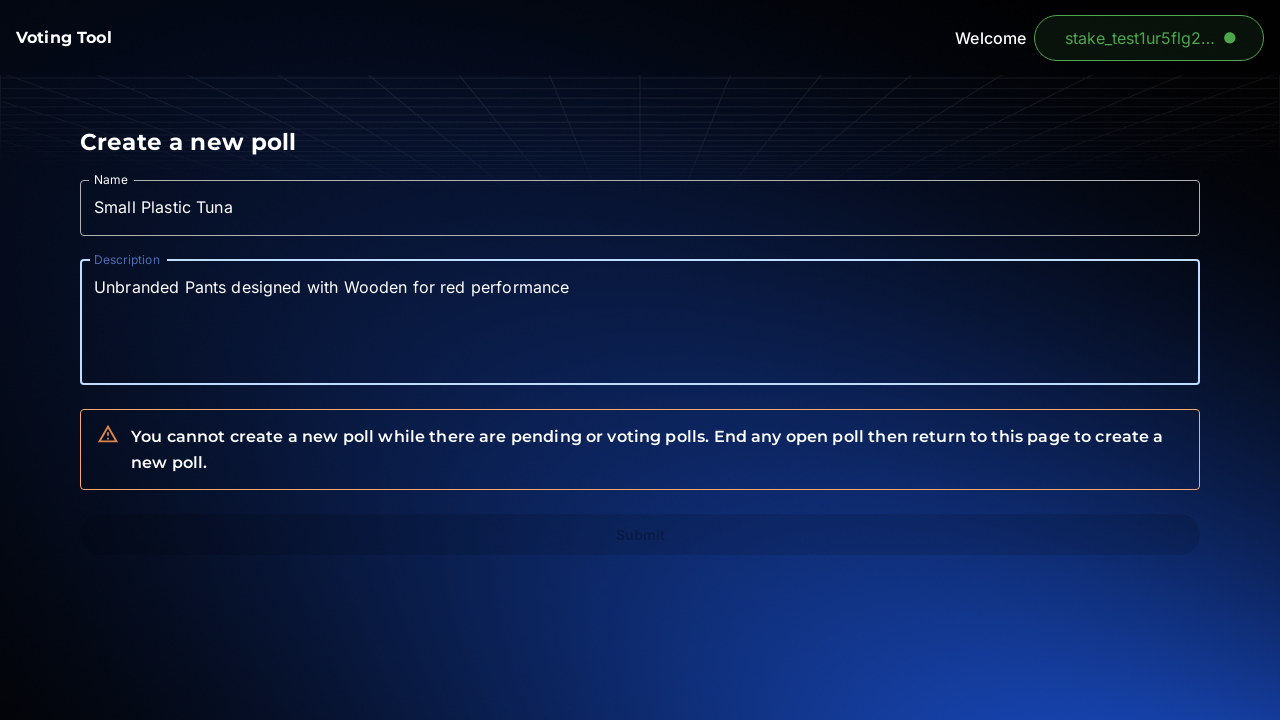 Voting Tool
Welcome
stake_test1ur5flg2...
Create a new poll
Name
Small Plastic Tuna
Description
Unbranded Pants designed with Wooden for red performance
You cannot create a new poll while there are pending or voting polls. End any open poll then return to this page to create a
new poll.
Submit